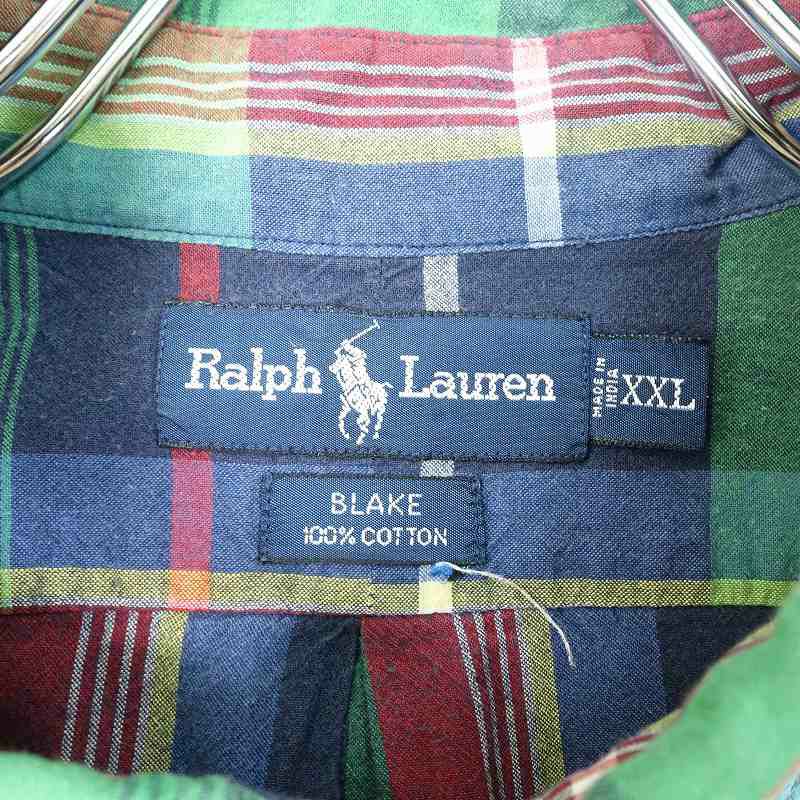 Ralph Lauren
MADE IN
INDIA
XXL
BLAKE
100% COTTON